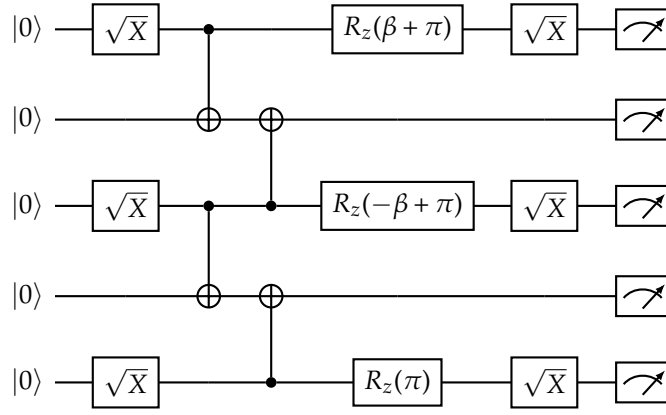 |0⟩ √X R_z(β + π) √X
|0⟩
|0⟩ √X R_z(−β + π) √X
|0⟩
|0⟩ √X R_z(π) √X